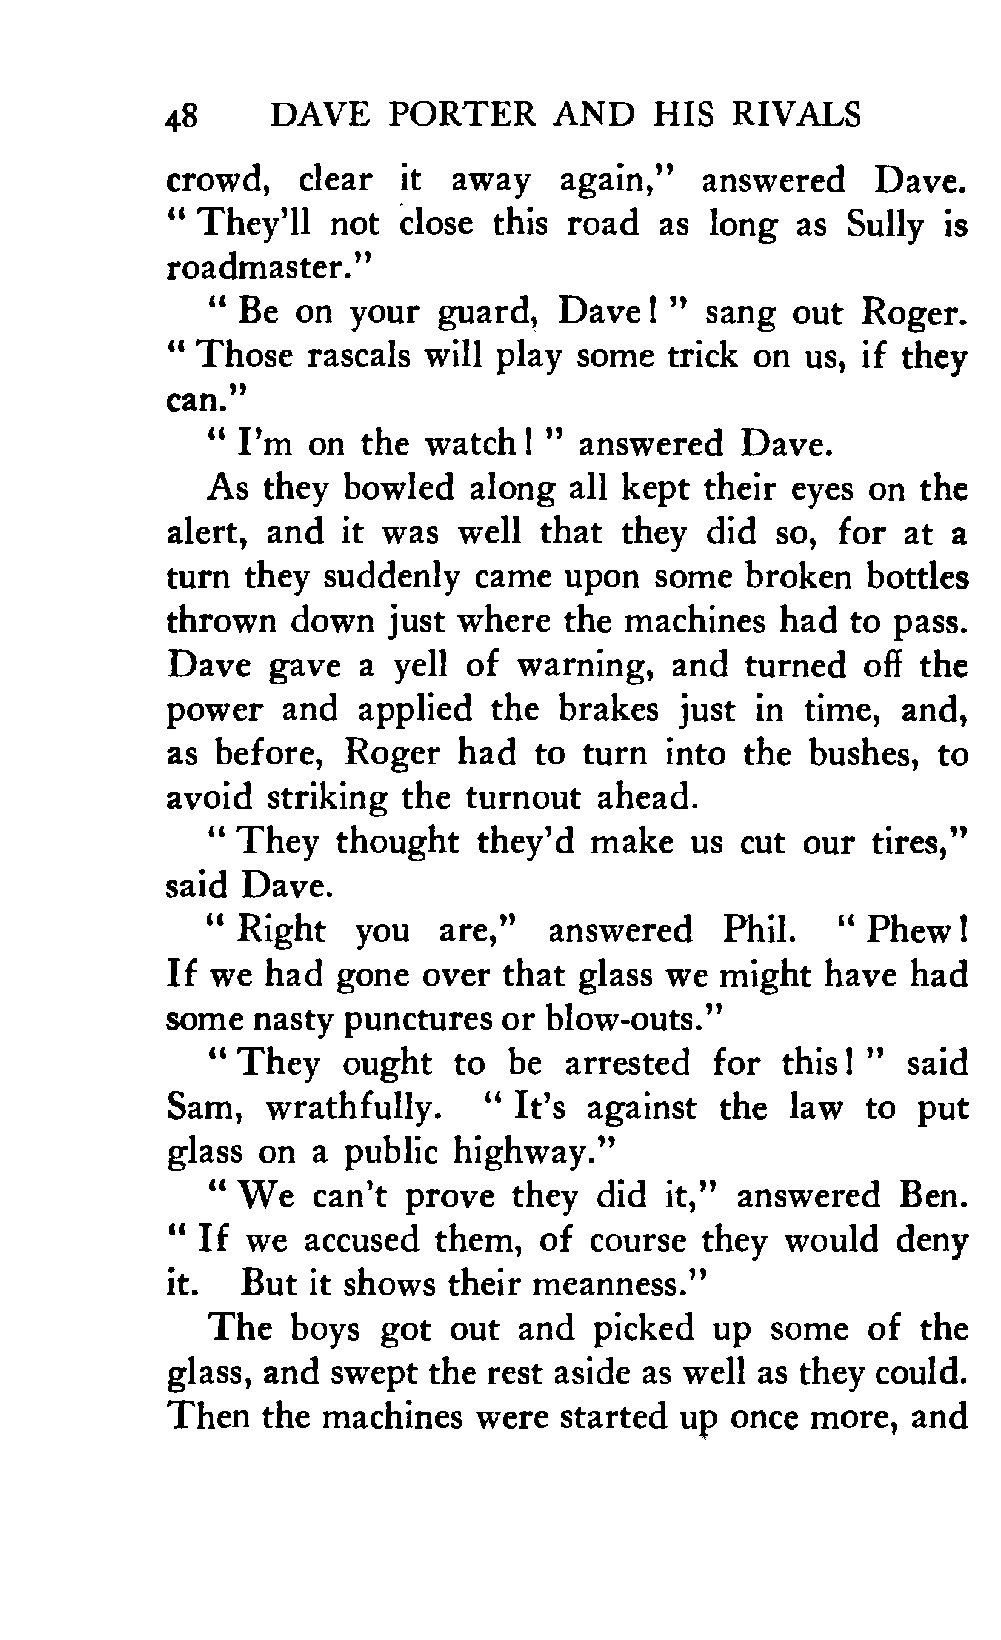 48 DAVE PORTER AND HIS RIVALS
crowd, clear it away again," answered Dave.
" They'll not close this road as long as Sully is
roadmaster."
" Be on your guard, Dave! " sang out Roger.
" Those rascals will play some trick on us, if they
can."
" I'm on the watch! " answered Dave.
As they bowled along all kept their eyes on the
alert, and it was well that they did so, for at a
turn they suddenly came upon some broken bottles
thrown down just where the machines had to pass.
Dave gave a yell of warning, and turned off the
power and applied the brakes just in time, and,
as before, Roger had to turn into the bushes, to
avoid striking the turnout ahead.
" They thought they'd make us cut our tires,"
said Dave.
" Right you are," answered Phil. " Phew!
If we had gone over that glass we might have had
some nasty punctures or blow-outs."
" They ought to be arrested for this! " said
Sam, wrathfully. " It's against the law to put
glass on a public highway."
" We can't prove they did it," answered Ben.
" If we accused them, of course they would deny
it. But it shows their meanness."
The boys got out and picked up some of the
glass, and swept the rest aside as well as they could.
Then the machines were started up once more, and